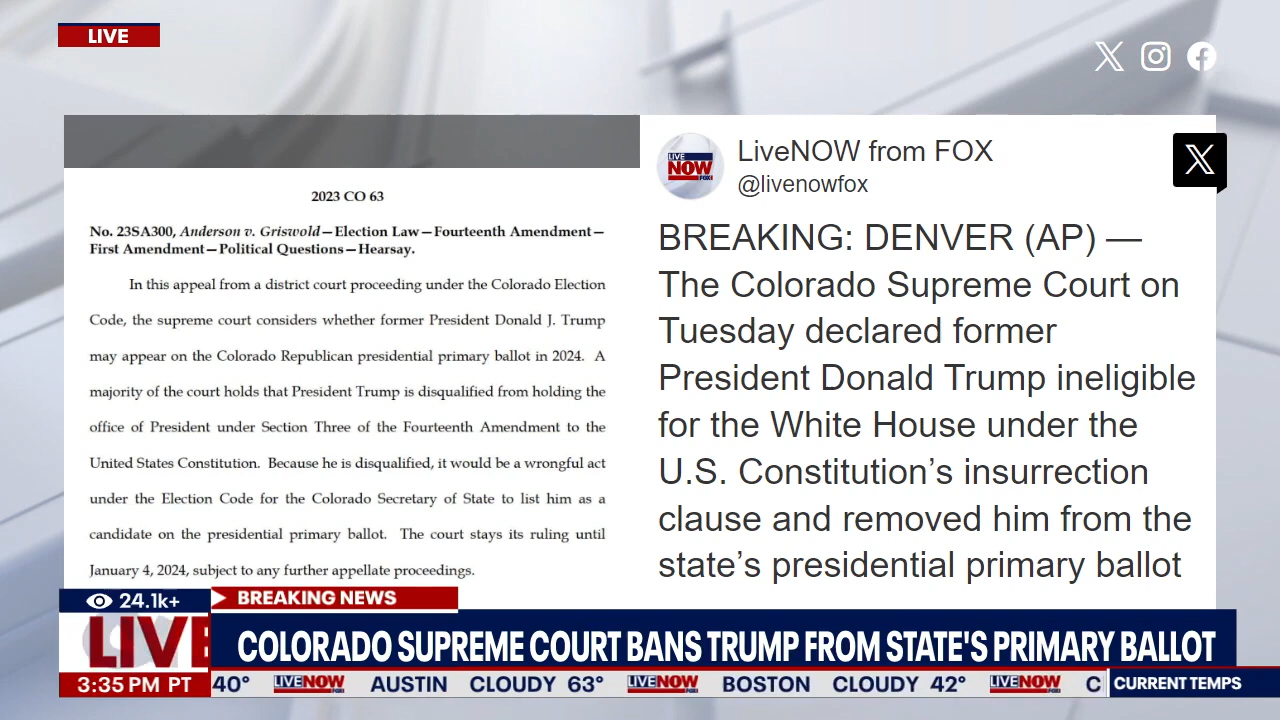 LIVE
2023 CO 63
No. 23SA300, Anderson v. Griswold—Election Law—Fourteenth Amendment—
First Amendment—Political Questions—Hearsay.
In this appeal from a district court proceeding under the Colorado Election
Code, the supreme court considers whether former President Donald J. Trump
may appear on the Colorado Republican presidential primary ballot in 2024. A
majority of the court holds that President Trump is disqualified from holding the
office of President under Section Three of the Fourteenth Amendment to the
United States Constitution. Because he is disqualified, it would be a wrongful act
under the Election Code for the Colorado Secretary of State to list him as a
candidate on the presidential primary ballot. The court stays its ruling until
January 4, 2024, subject to any further appellate proceedings.
LIVE NOW FOX
LiveNOW from FOX
@livenowfox
BREAKING: DENVER (AP) —
The Colorado Supreme Court on
Tuesday declared former
President Donald Trump ineligible
for the White House under the
U.S. Constitution’s insurrection
clause and removed him from the
state’s presidential primary ballot
24.1k+
BREAKING NEWS
LIVE
COLORADO SUPREME COURT BANS TRUMP FROM STATE'S PRIMARY BALLOT
3:35 PM PT
40° LIVENOW FOX AUSTIN CLOUDY 63° LIVENOW FOX BOSTON CLOUDY 42° LIVENOW FOX C CURRENT TEMPS